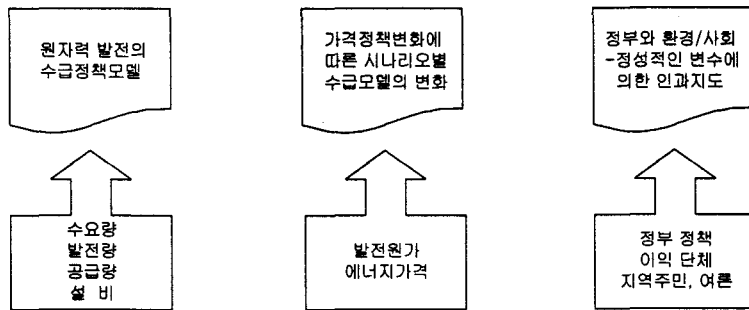 원자력 발전의
수급정책모델
가격정책변화에
따른 시나리오별
수급모델의 변화
정부와 환경/사회
-정성적인 변수에
의한 인과지도
수요량
발전량
공급량
설 비
발전원가
에너지가격
정부 정책
이익 단체
지역주민, 여론